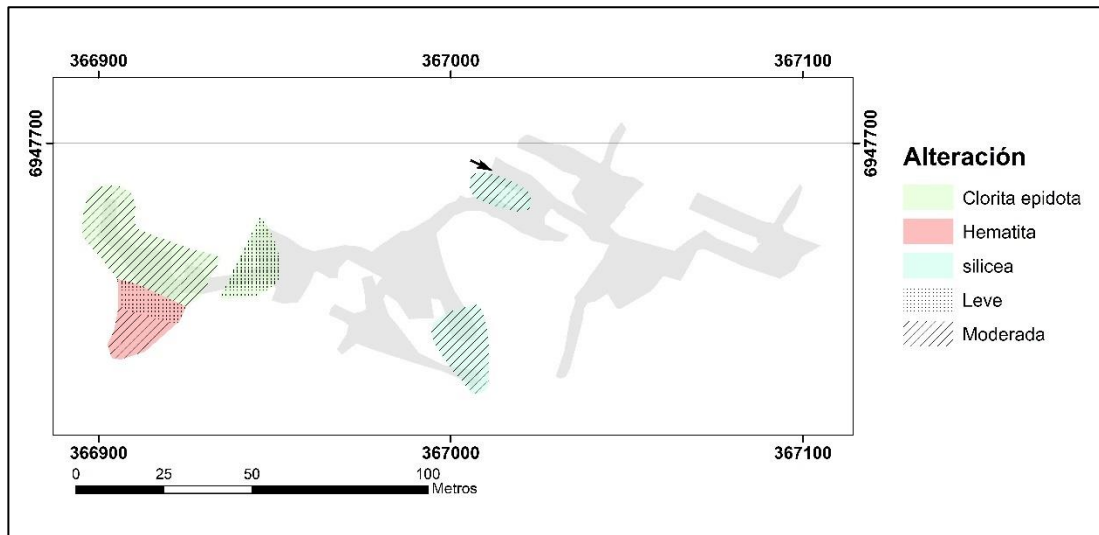 366900 367000 367100
6947700 6947700
Alteración
Clorita epidota
Hematita
silicea
Leve
Moderada
366900 367000 367100
0 25 50 100
Metros